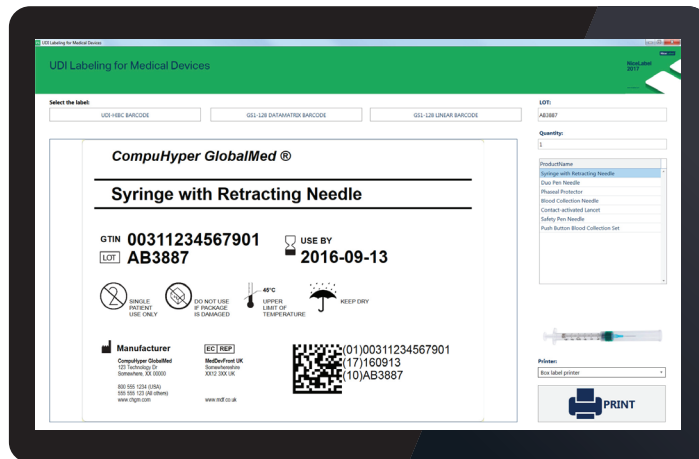 UDI Labeling for Medical Devices
UDI Labeling for Medical Devices
NiceLabel
2017
Select the label:
UDI-HIBC BARCODE
GS1-128 DATAMATRIX BARCODE
GS1-128 LINEAR BARCODE
LOT:
AB3887
Quantity:
1
ProductName
Syringe with Retracting Needle
Duo Pen Needle
Phaseal Protector
Blood Collection Needle
Contact-activated Lancet
Safety Pen Needle
Push Button Blood Collection Set
CompuHyper GlobalMed ®
Syringe with Retracting Needle
GTIN 00311234567901
LOT AB3887
USE BY
2016-09-13
2
SINGLE
PATIENT
USE ONLY
DO NOT USE
IF PACKAGE
IS DAMAGED
45°C
UPPER
LIMIT OF
TEMPERATURE
KEEP DRY
Manufacturer
CompuHyper GlobalMed
123 Technology Dr
Somewhere, XX 00000
800 555 1234 (USA)
555 555 123 (All others)
www.chgm.com
EC REP
MedDevFront UK
Somewhereshire
XX12 3XX UK
www.mdf.co.uk
(01)00311234567901
(17)160913
(10)AB3887
Printer:
Box label printer
PRINT